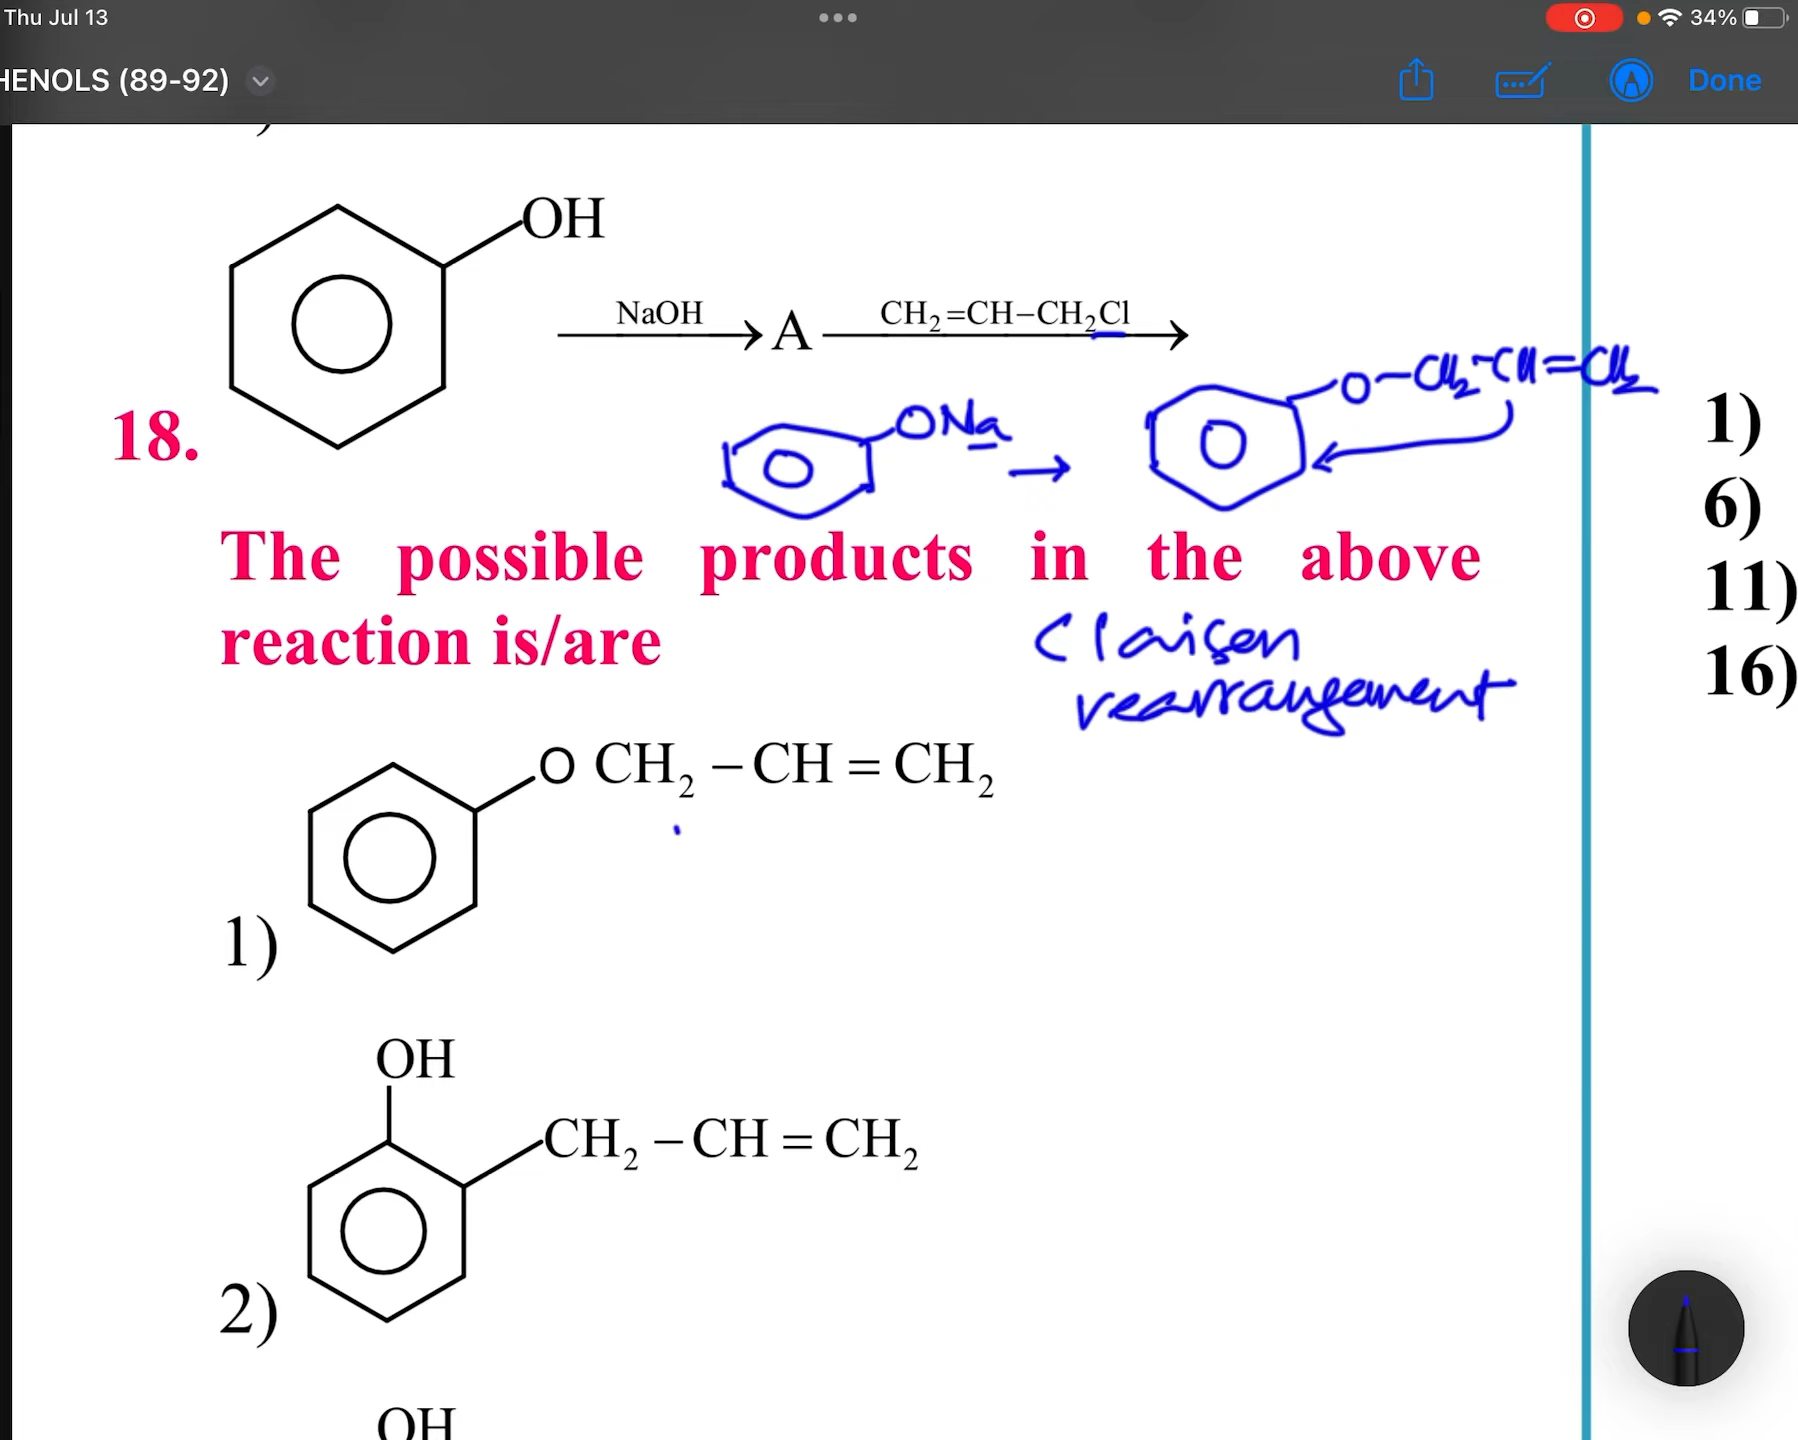 Thu Jul 13
34%
HENOLS (89-92)
Done
OH
NaOH
A
CH₂=CH–CH₂Cl
O–CH₂–CH=CH₂
ONa
18.
The possible products in the above
reaction is/are
Claisen
rearrangement
1)
6)
11)
16)
O CH₂ – CH = CH₂
1)
OH
CH₂ – CH = CH₂
2)
OH